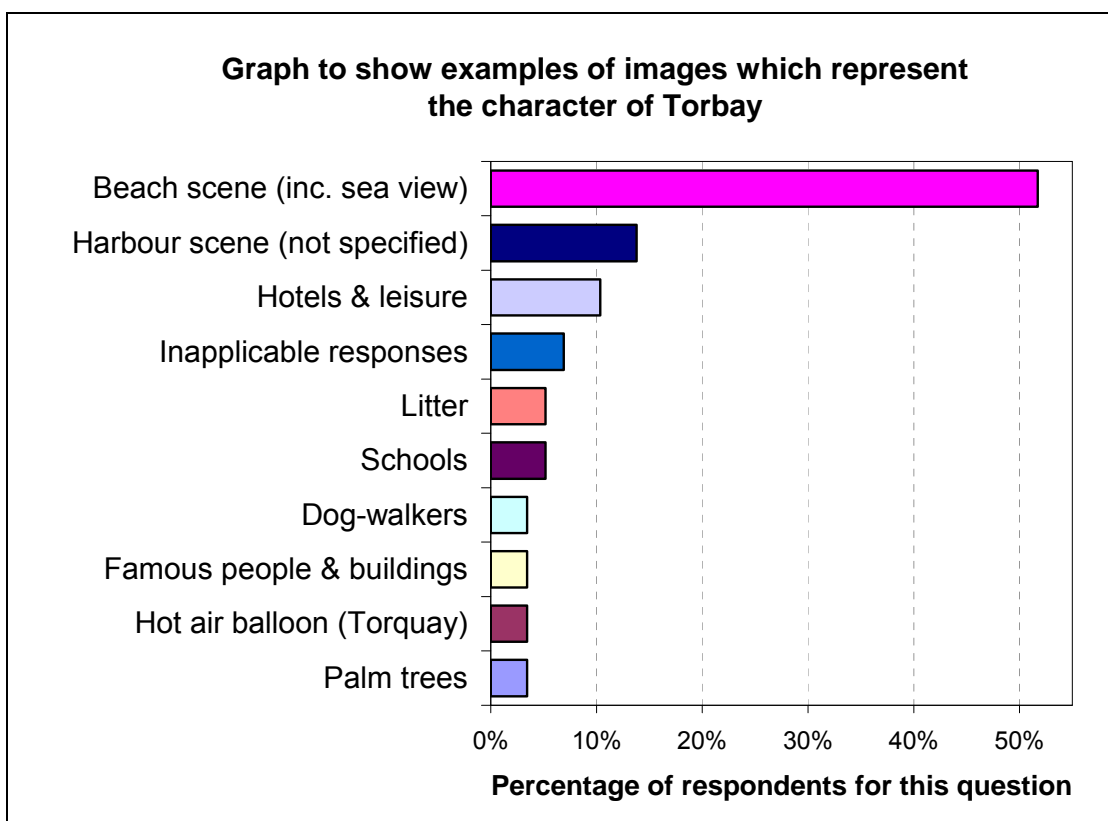 Graph to show examples of images which represent
the character of Torbay
Beach scene (inc. sea view)
Harbour scene (not specified)
Hotels & leisure
Inapplicable responses
Litter
Schools
Dog-walkers
Famous people & buildings
Hot air balloon (Torquay)
Palm trees
0% 10% 20% 30% 40% 50%
Percentage of respondents for this question